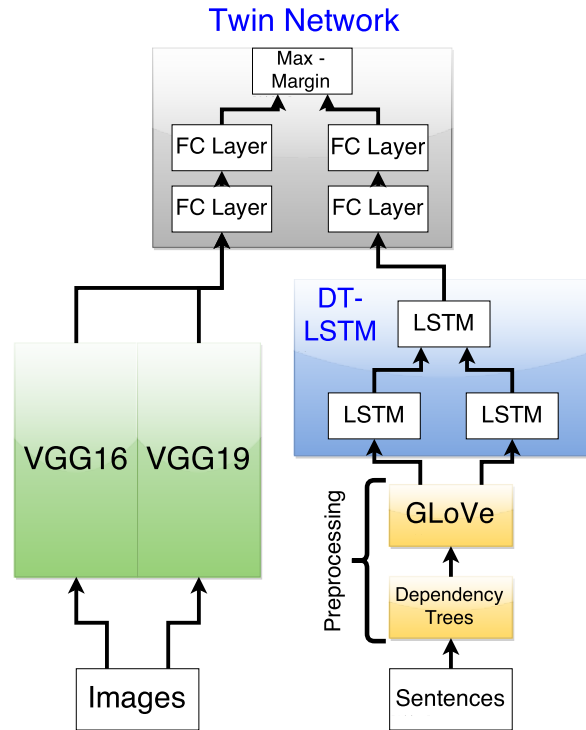 Twin Network
Max -
Margin
FC Layer
FC Layer
FC Layer
FC Layer
DT-
LSTM
LSTM
LSTM
LSTM
VGG16
VGG19
Preprocessing
GLoVe
Dependency
Trees
Images
Sentences